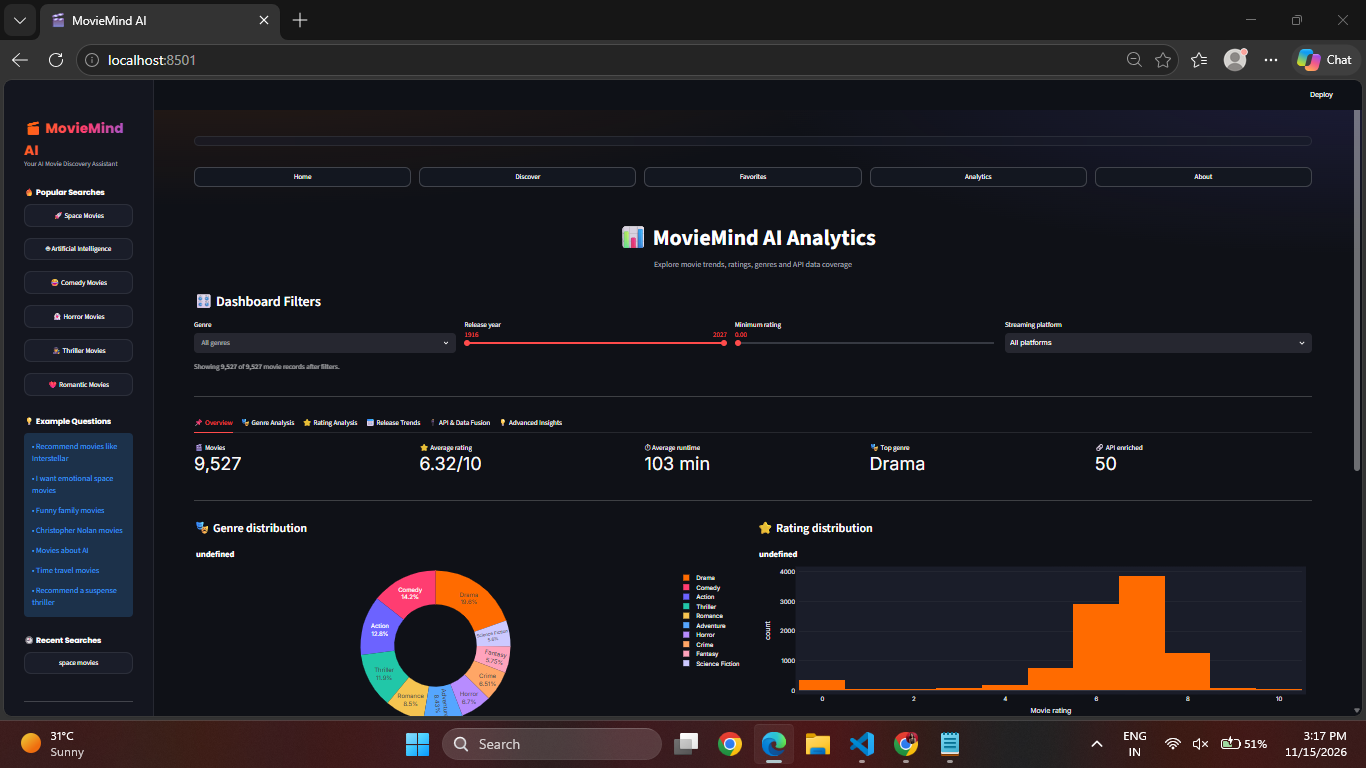 MovieMind AI
localhost:8501
Chat
Deploy
MovieMind
AI
Your AI Movie Discovery Assistant
Popular Searches
Space Movies
Artificial Intelligence
Comedy Movies
Horror Movies
Thriller Movies
Romantic Movies
Example Questions
• Recommend movies like
Interstellar
• I want emotional space
movies
• Funny family movies
• Christopher Nolan movies
• Movies about AI
• Time travel movies
• Recommend a suspense
thriller
Recent Searches
space movies
Home
Discover
Favorites
Analytics
About
MovieMind AI Analytics
Explore movie trends, ratings, genres and API data coverage
Dashboard Filters
Genre
All genres
Release year
1916
2027
Minimum rating
0.00
Streaming platform
All platforms
Showing 9,527 of 9,527 movie records after filters.
Overview
Genre Analysis
Rating Analysis
Release Trends
API & Data Fusion
Advanced Insights
Movies
9,527
Average rating
6.32/10
Average runtime
103 min
Top genre
Drama
API enriched
50
Genre distribution
undefined
Comedy
14.2%
Drama
Action
12.8%
Science Fiction
Thriller
11.9%
Fantasy
5.75%
Crime
6.51%
Romance
8.5%
Adventure
Horror
6.7%
Drama
Comedy
Action
Thriller
Romance
Adventure
Horror
Crime
Fantasy
Science Fiction
Rating distribution
undefined
4000
3000
2000
1000
0
count
0
2
4
6
8
10
Movie rating
31°C
Sunny
Search
ENG
IN
51%
3:17 PM
11/15/2026